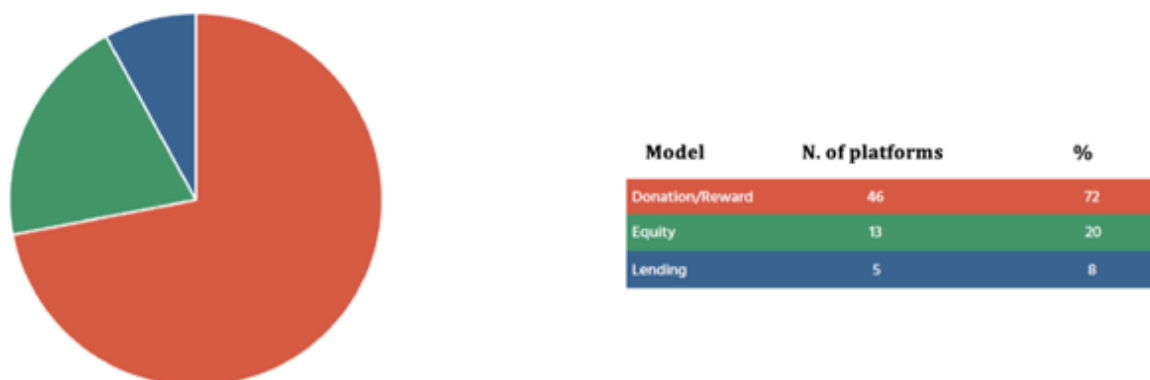 Model N. of platforms %
Donation/Reward 46 72
Equity 13 20
Lending 5 8